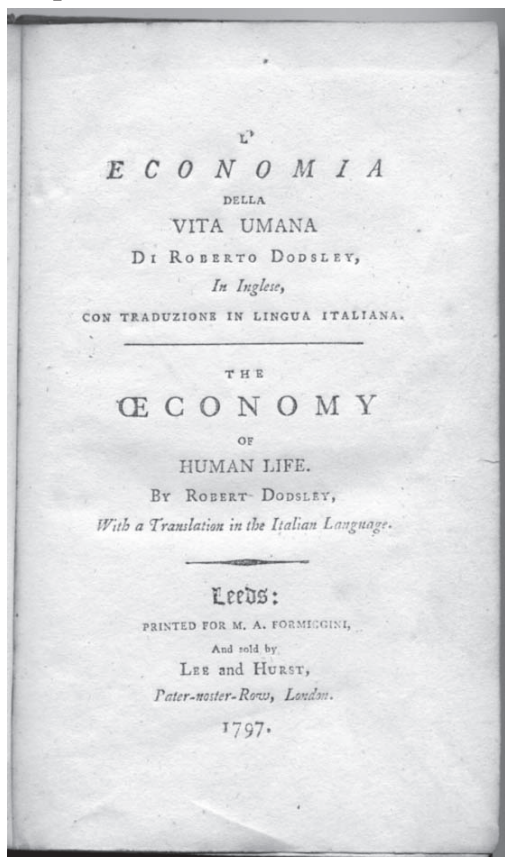 L'
ECONOMIA
DELLA
VITA UMANA
DI ROBERTO DODSLEY,
In Inglese,
CON TRADUZIONE IN LINGUA ITALIANA.
THE
ŒCONOMY
OF
HUMAN LIFE.
BY ROBERT DODSLEY,
With a Translation in the Italian Language.
Leeds:
PRINTED FOR M. A. FORMIGGINI,
And sold by
LEE and HURST,
Pater-noster-Row, London.
1797.